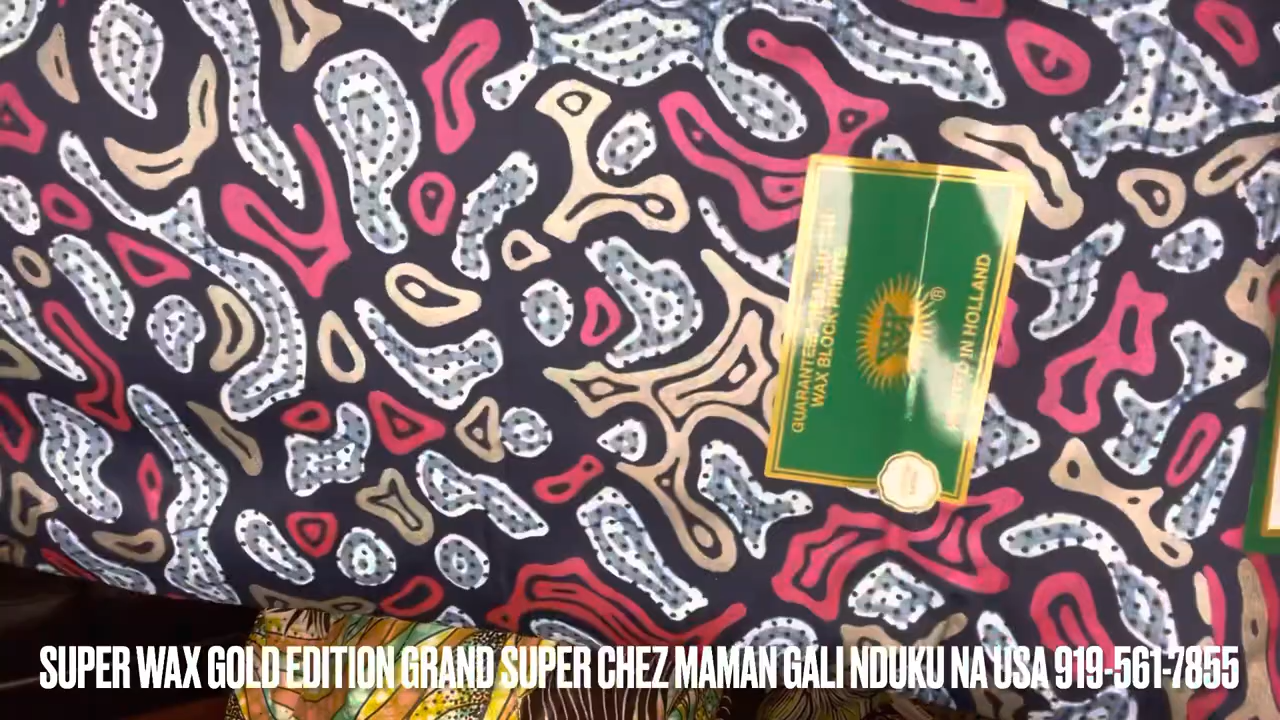 GUARANTEED
WAX BLOCK PRINTS
®
IN HOLLAND
SUPER WAX GOLD EDITION GRAND SUPER CHEZ MAMAN GALI NDUKU NA USA 919-561-7855